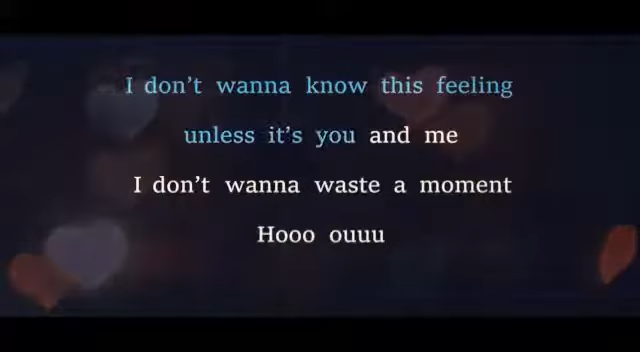 I don't wanna know this feeling
unless it's you and me
I don't wanna waste a moment
Hooo ouuu